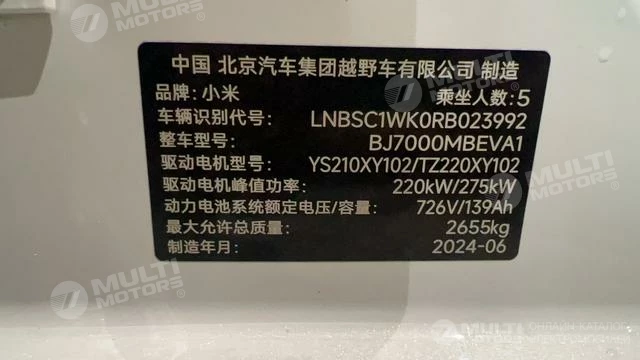 MULTI MOTORS
MULTI MOTORS
中国 北京汽车集团越野车有限公司 制造
品牌:小米 乘坐人数:5
车辆识别代号: LNBSC1WK0RB023992
整车型号: BJ7000MBEVA1
驱动电机型号: YS210XY102/TZ220XY102
驱动电机峰值功率: 220kW/275kW
动力电池系统额定电压/容量: 726V/139Ah
最大允许总质量: 2655kg
制造年月: 2024-06
MULTI MOTORS
MULTI MOTORS
ОНЛАЙН-КАТАЛОГ